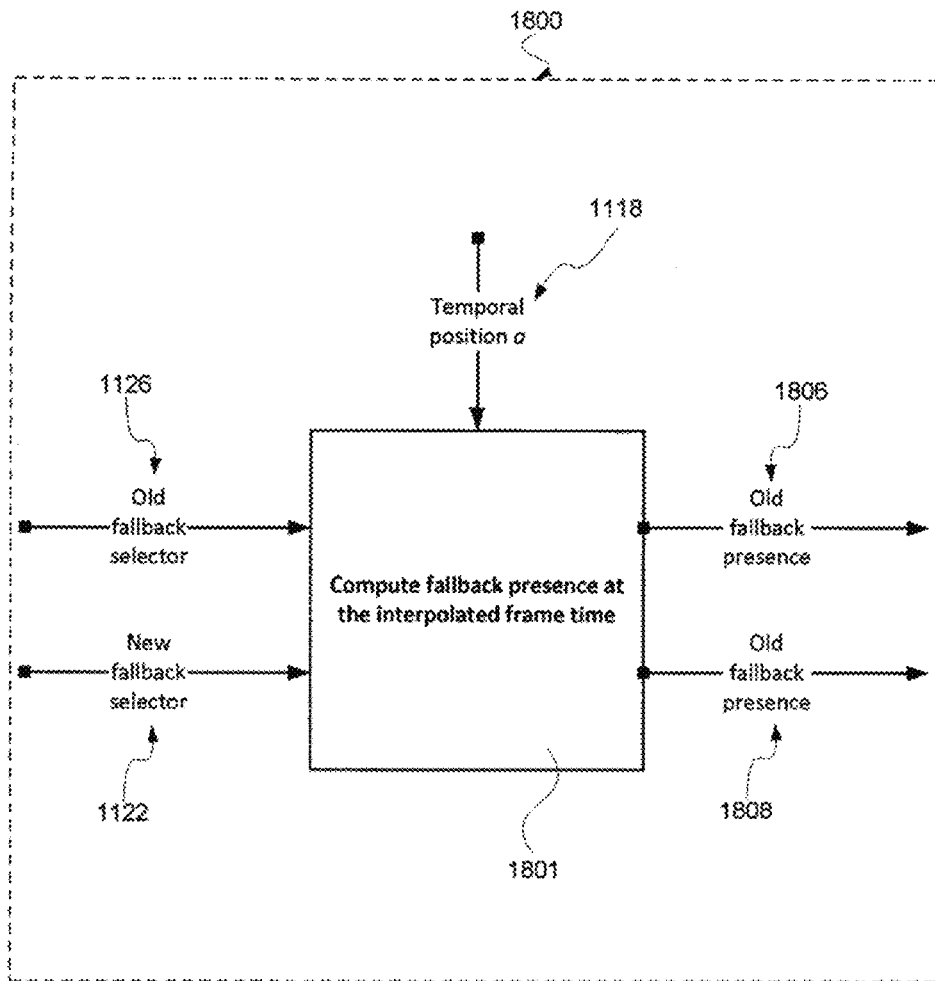 1800
1118
Temporal
position α
1126
Old
fallback
selector
1806
Old
fallback
presence
Compute fallback presence at
the interpolated frame time
New
fallback
selector
1122
Old
fallback
presence
1808
1801